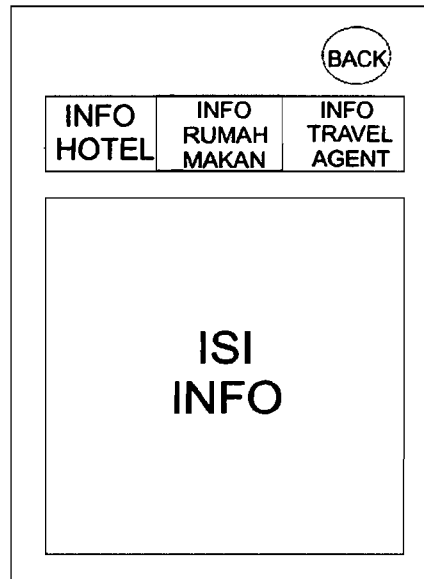 BACK
INFO
HOTEL
INFO
RUMAH
MAKAN
INFO
TRAVEL
AGENT
ISI
INFO